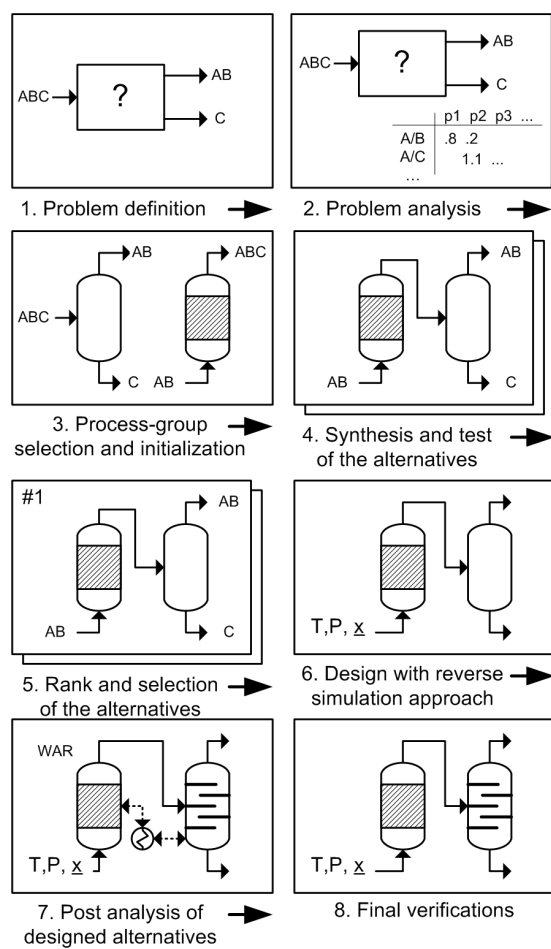 ABC
?
AB
C
1. Problem definition
ABC
?
AB
C
p1 p2 p3 ...
A/B .8 .2
A/C 1.1 ...
...
2. Problem analysis
ABC
AB
C
AB
ABC
3. Process-group
selection and initialization
AB
AB
C
4. Synthesis and test
of the alternatives
#1
AB
AB
C
5. Rank and selection
of the alternatives
T,P, x
6. Design with reverse
simulation approach
WAR
T,P, x
7. Post analysis of
designed alternatives
T,P, x
8. Final verifications